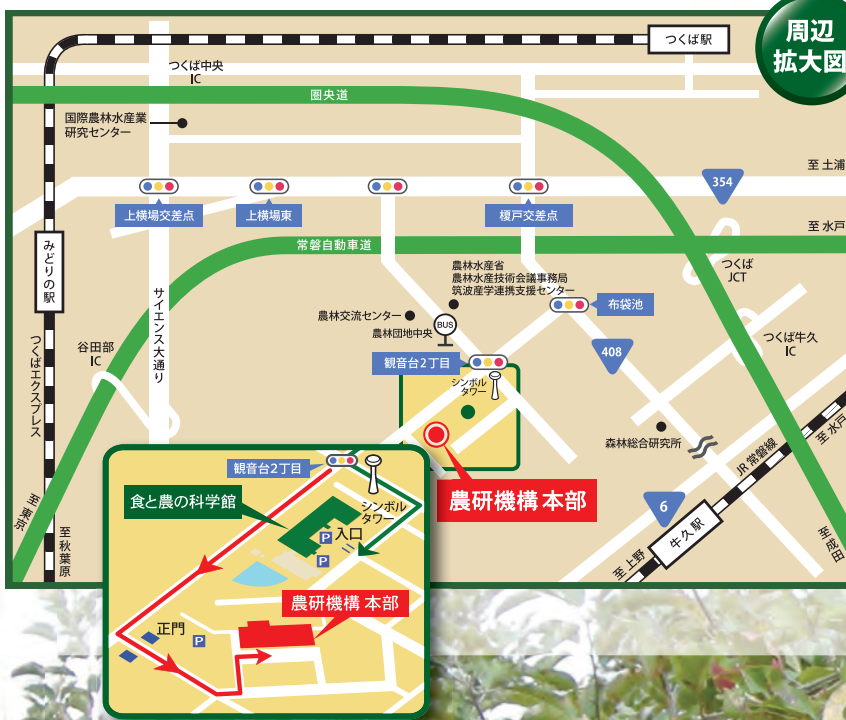 周辺
拡大図
つくば駅
つくば中央
IC
圏央道
国際農林水産業
研究センター
至 土浦
354
上横場交差点
上横場東
榎戸交差点
至 水戸
みどりの駅
常磐自動車道
つくば
JCT
農林水産省
農林水産技術会議事務局
筑波産学連携支援センター
サイエンス大通り
布袋池
農林交流センター
BUS
農林団地中央
つくば牛久
IC
つくばエクスプレス
谷田部
IC
観音台2丁目
408
シンボル
タワー
森林総合研究所
JR 常磐線
至 水戸
農研機構 本部
6
牛久駅
至 上野
至 成田
至 東京
至 秋葉原
観音台2丁目
食と農の科学館
シンボル
タワー
P
入口
P
農研機構 本部
正門
P